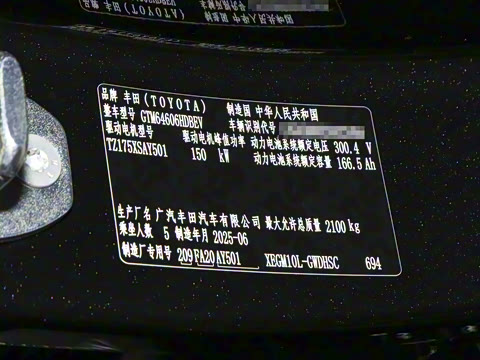 品牌 丰田(TOYOTA) 制造国 中华人民共和国
整车型号 GTM64606HDBEV 车辆识别代号
驱动电机型号 驱动电机峰值功率 动力电池系统额定电压 300.4 V
TZ175XSAY501 150 kW 动力电池系统额定容量 166.5 Ah
生产厂名 广汽丰田汽车有限公司 最大允许总质量 2100 kg
乘坐人数 5 制造年月 2025-06
制造厂专用号 209 FA20 AY501 XEGM10L-GWDHSC 694